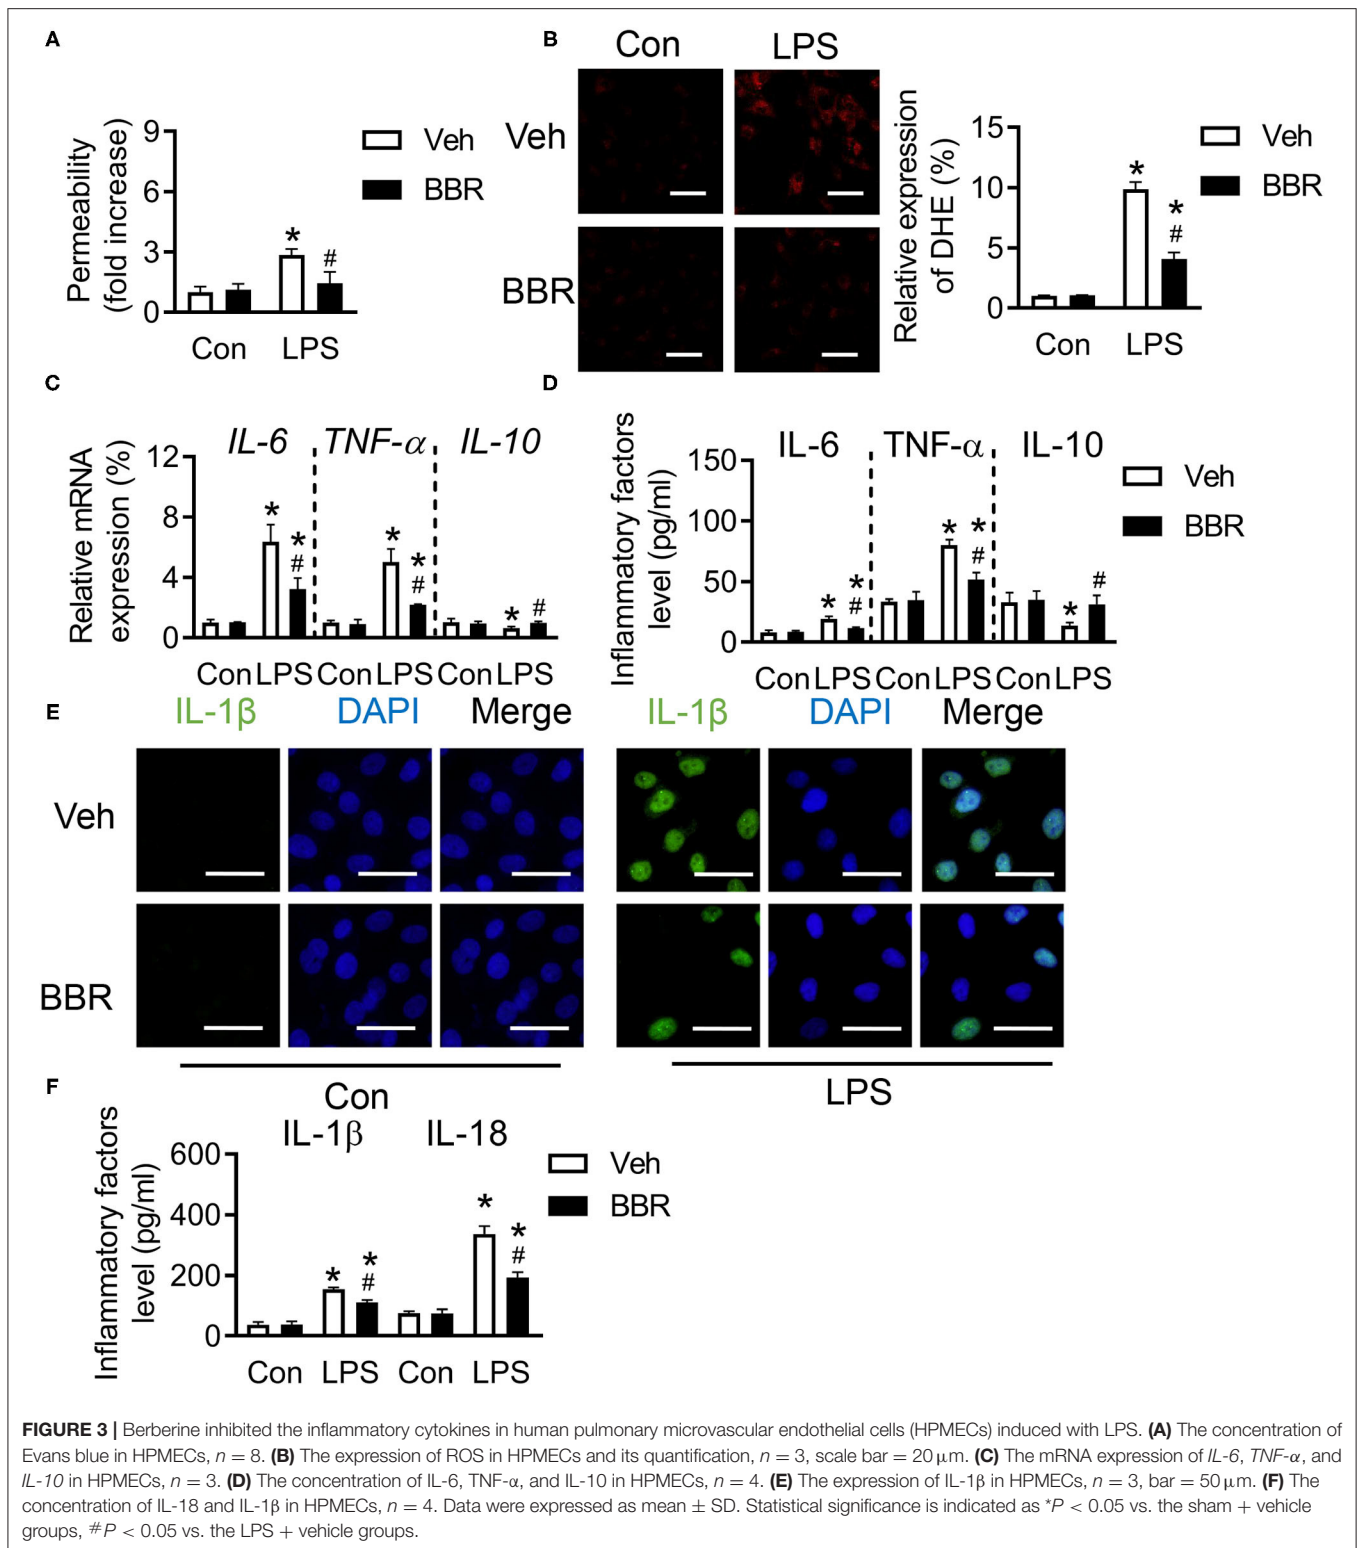 A
Permeability
(fold increase)
9
6
3
0
*
#
Con LPS
Veh
BBR
B
Con LPS
Veh
BBR
Relative expression
of DHE (%)
15
10
5
0
*
*
#
Con LPS
Veh
BBR
C
Relative mRNA
expression (%)
12
8
4
0
IL-6 TNF-α IL-10
*
*
#
*
*
#
*
#
Con LPS Con LPS Con LPS
D
Inflammatory factors
level (pg/ml)
150
100
50
0
IL-6 TNF-α IL-10
*
*
#
*
*
#
*
#
Con LPS Con LPS Con LPS
Veh
BBR
E
IL-1β DAPI Merge IL-1β DAPI Merge
Veh
BBR
Con LPS
F
Inflammatory factors
level (pg/ml)
600
400
200
0
IL-1β IL-18
*
*
#
*
*
#
Con LPS Con LPS
Veh
BBR
FIGURE 3 | Berberine inhibited the inflammatory cytokines in human pulmonary microvascular endothelial cells (HPMECs) induced with LPS. (A) The concentration of
Evans blue in HPMECs, n = 8. (B) The expression of ROS in HPMECs and its quantification, n = 3, scale bar = 20 μm. (C) The mRNA expression of IL-6, TNF-α, and
IL-10 in HPMECs, n = 3. (D) The concentration of IL-6, TNF-α, and IL-10 in HPMECs, n = 4. (E) The expression of IL-1β in HPMECs, n = 3, bar = 50 μm. (F) The
concentration of IL-18 and IL-1β in HPMECs, n = 4. Data were expressed as mean ± SD. Statistical significance is indicated as *P < 0.05 vs. the sham + vehicle
groups, #P < 0.05 vs. the LPS + vehicle groups.